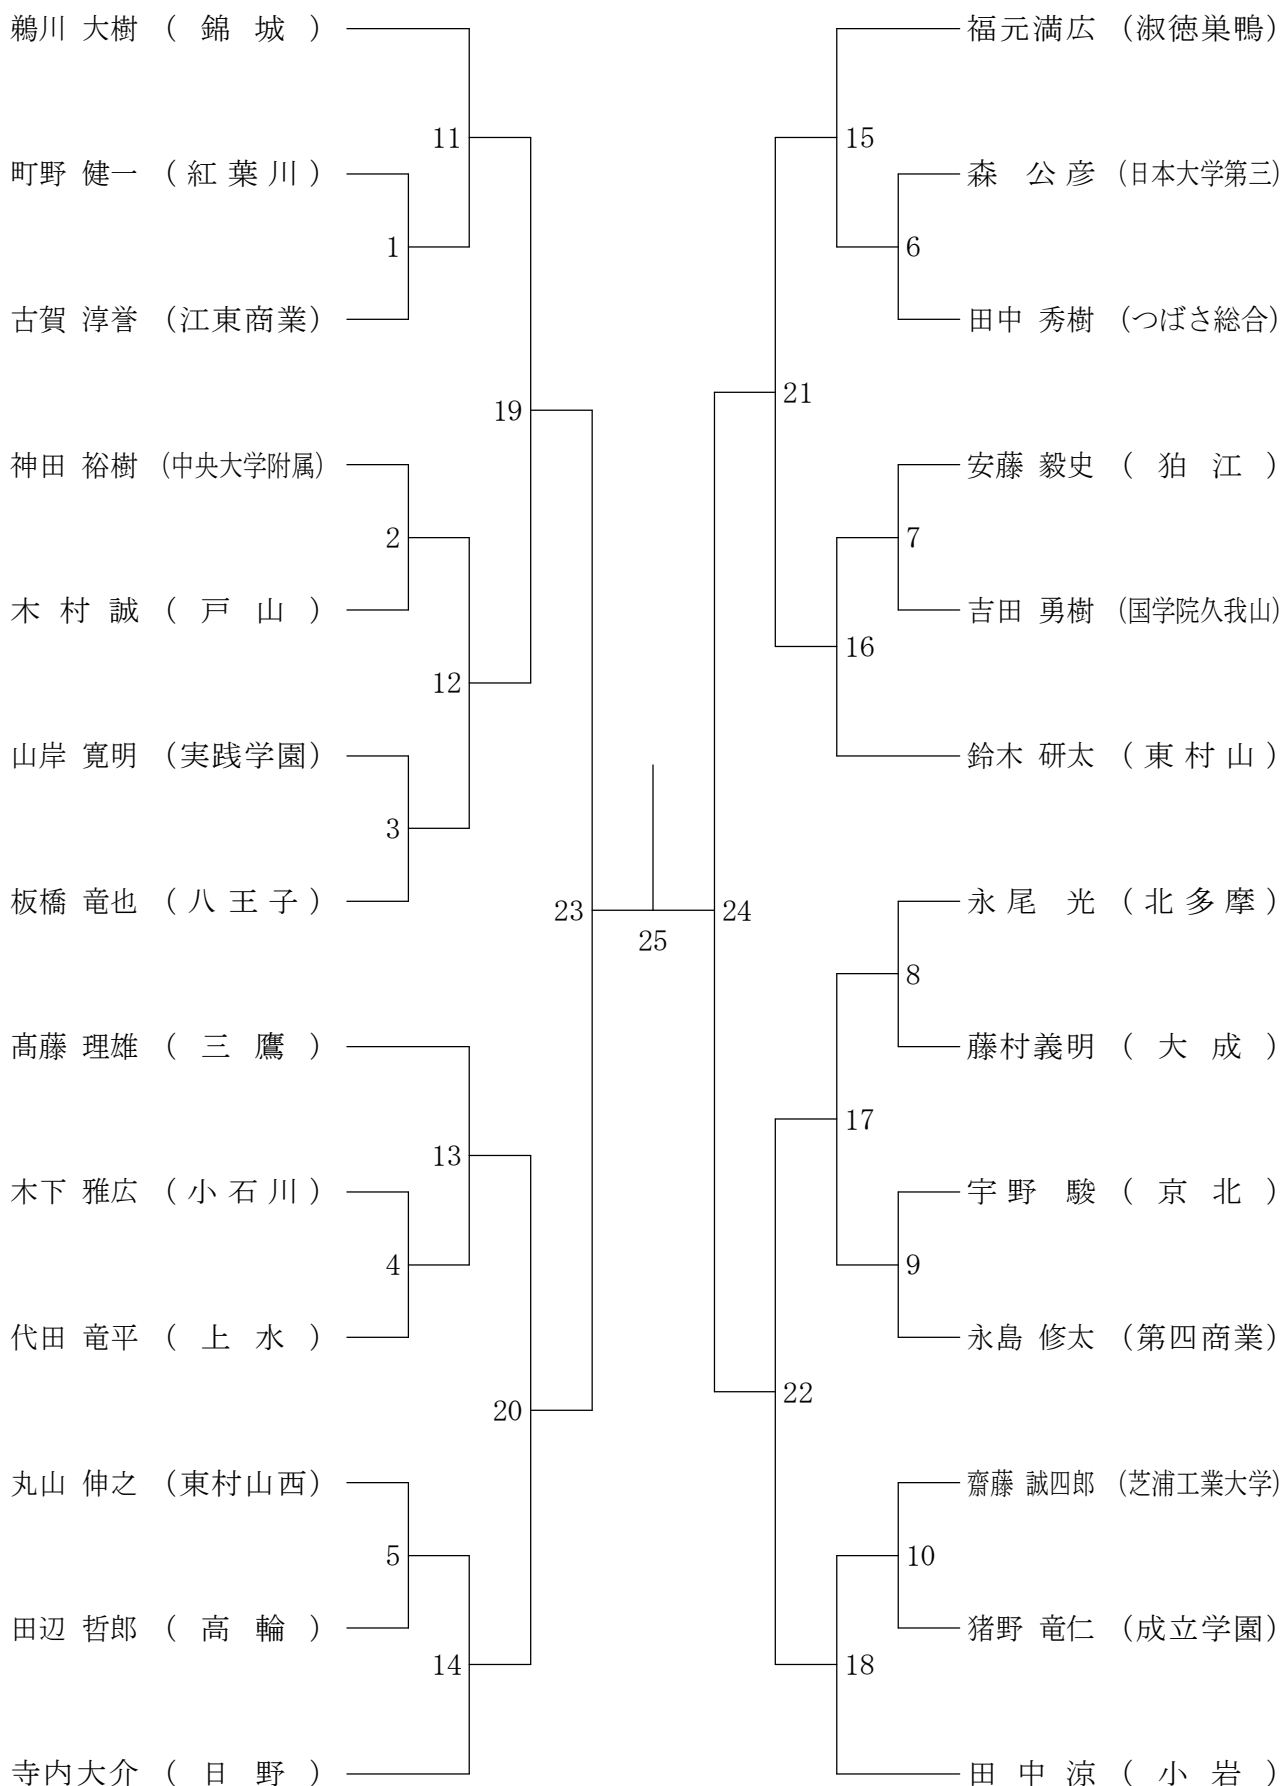 鵜川 大樹 （ 錦 城 ）
11
町野 健一 （ 紅 葉 川 ）
1
古賀 淳誉 （江東商業）
19
神田 裕樹 （中央大学附属）
2
木 村 誠 （ 戸 山 ）
12
山岸 寛明 （実践学園）
3
板橋 竜也 （ 八 王 子 ）
23
髙藤 理雄 （ 三 鷹 ）
13
木下 雅広 （ 小 石 川 ）
4
代田 竜平 （ 上 水 ）
20
丸山 伸之 （東村山西）
5
田辺 哲郎 （ 高 輪 ）
14
寺内大介 （ 日 野 ）
25
福元満広 （淑徳巣鴨）
15
森 公彦 （日本大学第三）
6
田中 秀樹 （つばさ総合）
21
安藤 毅史 （ 狛 江 ）
7
吉田 勇樹 （国学院久我山）
16
鈴木 研太 （ 東 村 山 ）
24
永尾 光 （ 北 多 摩 ）
8
藤村義明 （ 大 成 ）
17
宇野 駿 （ 京 北 ）
9
永島 修太 （第四商業）
22
齋藤 誠四郎 （芝浦工業大学）
10
猪野 竜仁 （成立学園）
18
田 中 涼 （ 小 岩 ）